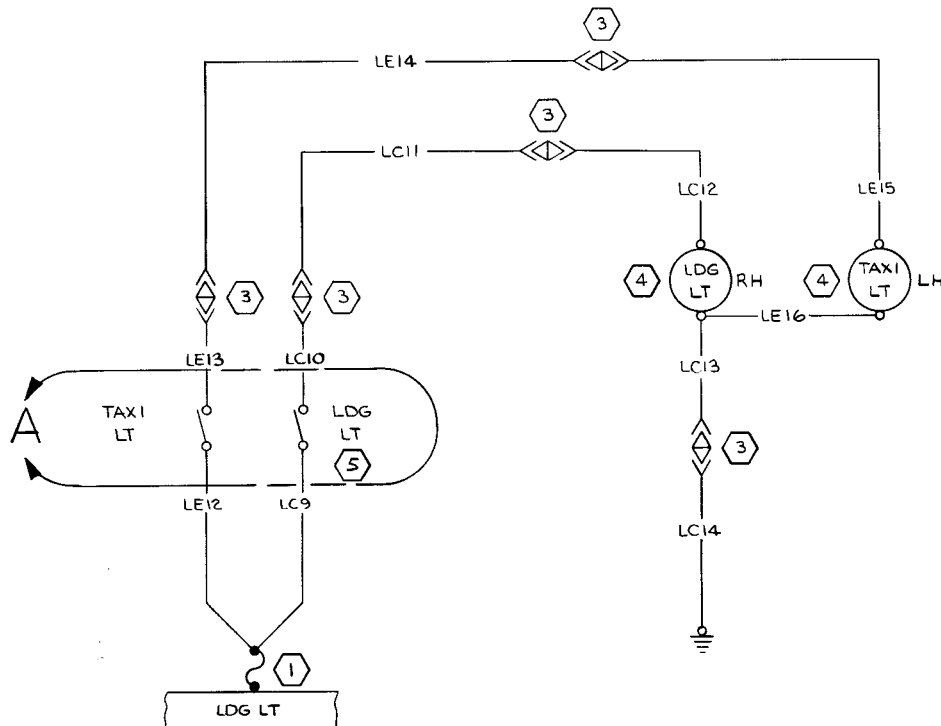 3
LE14
3
LC11
LC12
LE15
4
LDG
LT
RH
4
TAXI
LT
LH
3
3
LE16
LE13
LC10
LC13
A
TAXI
LT
LDG
LT
3
5
LE12
LC9
LC14
1
LDG LT